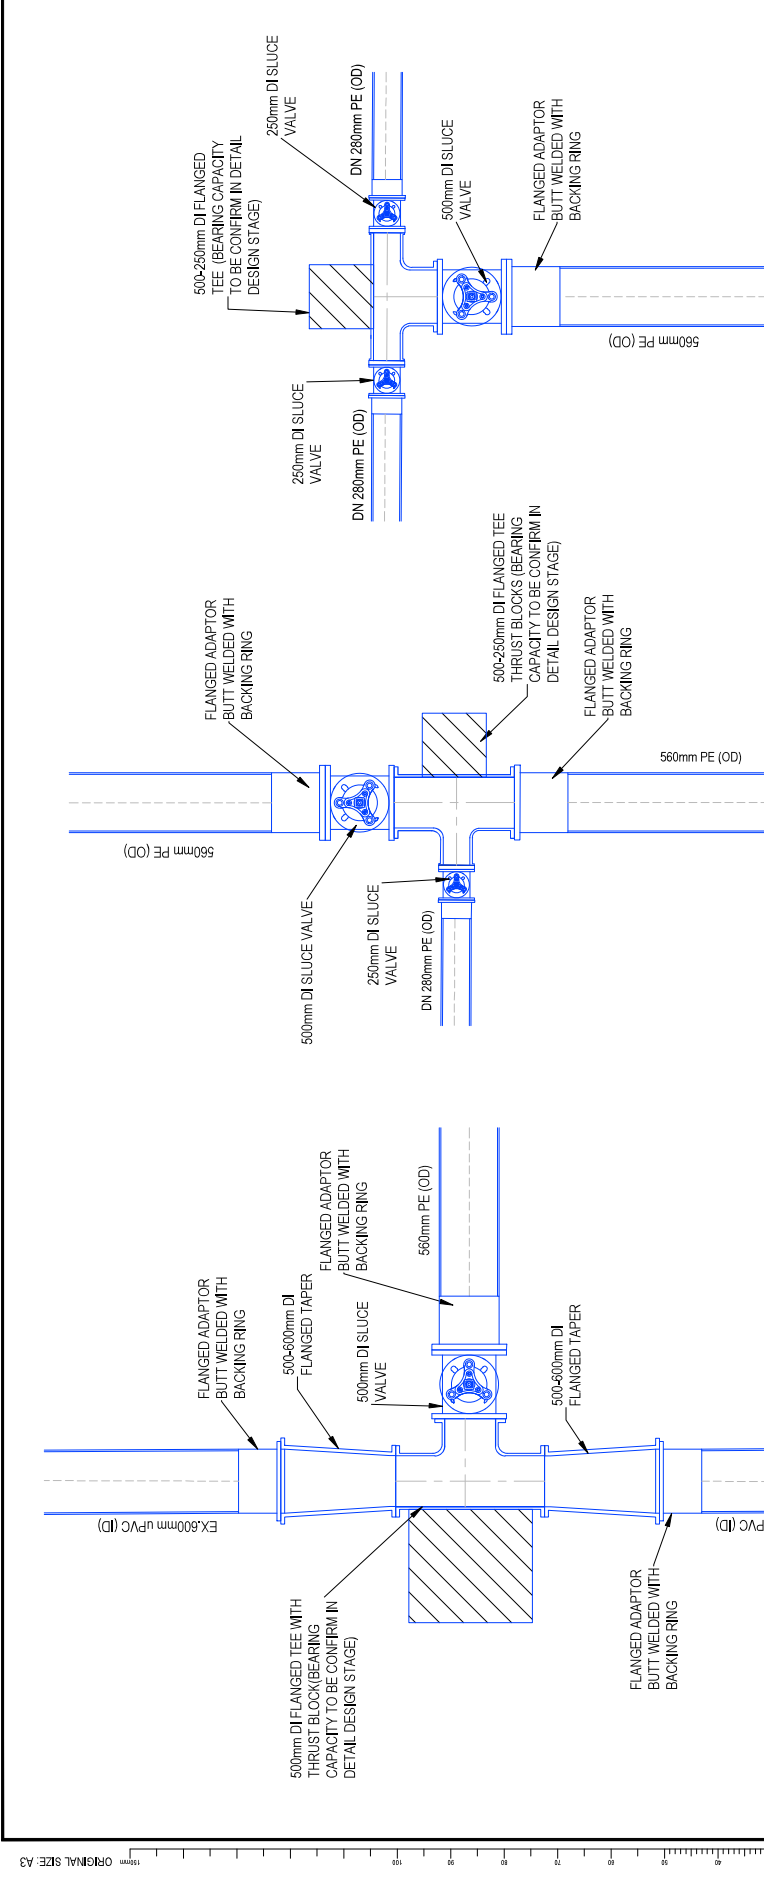 250mm DI SLUCE
VALVE
DN 280mm PE (OD)
500-250mm DI FLANGED
TEE (BEARING CAPACITY
TO BE CONFIRM IN DETAIL
DESIGN STAGE)
500mm DI SLUCE
VALVE
FLANGED ADAPTOR
BUTT WELDED WITH
BACKING RING
560mm PE (OD)
250mm DI SLUCE
VALVE
DN 280mm PE (OD)
FLANGED ADAPTOR
BUTT WELDED WITH
BACKING RING
500-250mm DI FLANGED TEE
THRUST BLOCKS (BEARING
CAPACITY TO BE CONFIRM IN
DETAIL DESIGN STAGE)
FLANGED ADAPTOR
BUTT WELDED WITH
BACKING RING
560mm PE (OD)
560mm PE (OD)
500mm DI SLUCE VALVE
250mm DI SLUCE
VALVE
DN 280mm PE (OD)
FLANGED ADAPTOR
BUTT WELDED WITH
BACKING RING
560mm PE (OD)
FLANGED ADAPTOR
BUTT WELDED WITH
BACKING RING
500-600mm DI
FLANGED TAPER
500mm DI SLUCE
VALVE
500-600mm DI
FLANGED TAPER
EX.600mm uPVC (ID)
PVC (ID)
500mm DI FLANGED TEE WITH
THRUST BLOCK(BEARING
CAPACITY TO BE CONFIRM IN
DETAIL DESIGN STAGE)
FLANGED ADAPTOR
BUTT WELDED WITH
BACKING RING
ORIGINAL SIZE: A3
150mm
100
90
80
70
60
50
40